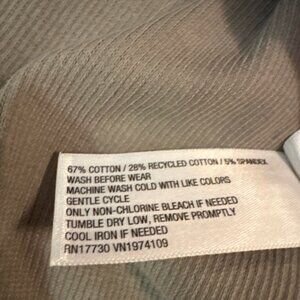 67% COTTON / 28% RECYCLED COTTON / 5% SPANDEX
WASH BEFORE WEAR
MACHINE WASH COLD WITH LIKE COLORS
GENTLE CYCLE
ONLY NON-CHLORINE BLEACH IF NEEDED
TUMBLE DRY LOW, REMOVE PROMPTLY
COOL IRON IF NEEDED
RN17730 VN1974109